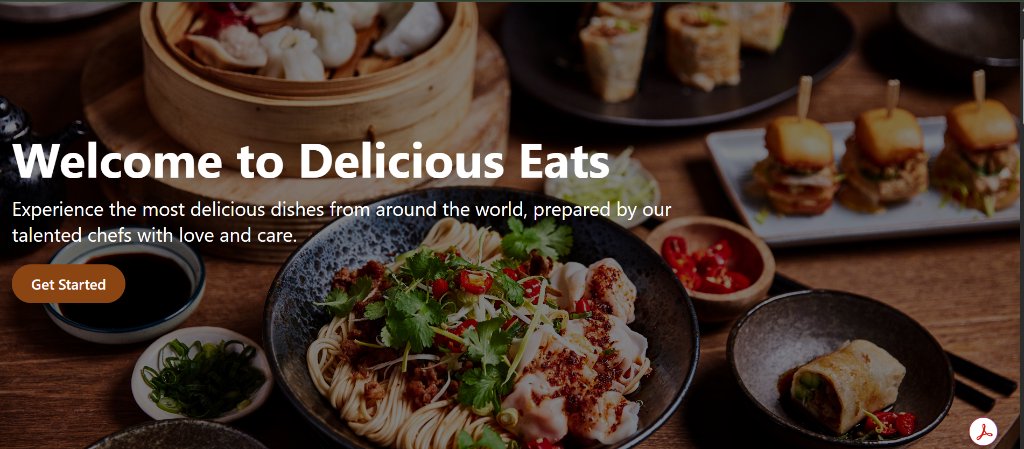 Welcome to Delicious Eats
Experience the most delicious dishes from around the world, prepared by our
talented chefs with love and care.
Get Started